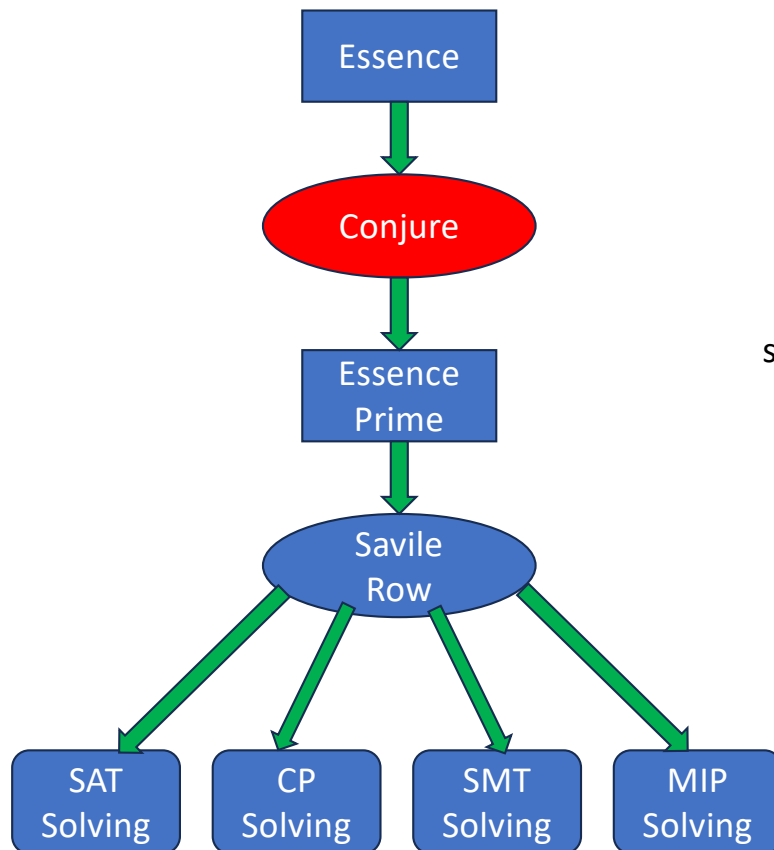 Essence
Conjure
s
Essence
Prime
Savile
Row
SAT
Solving
CP
Solving
SMT
Solving
MIP
Solving